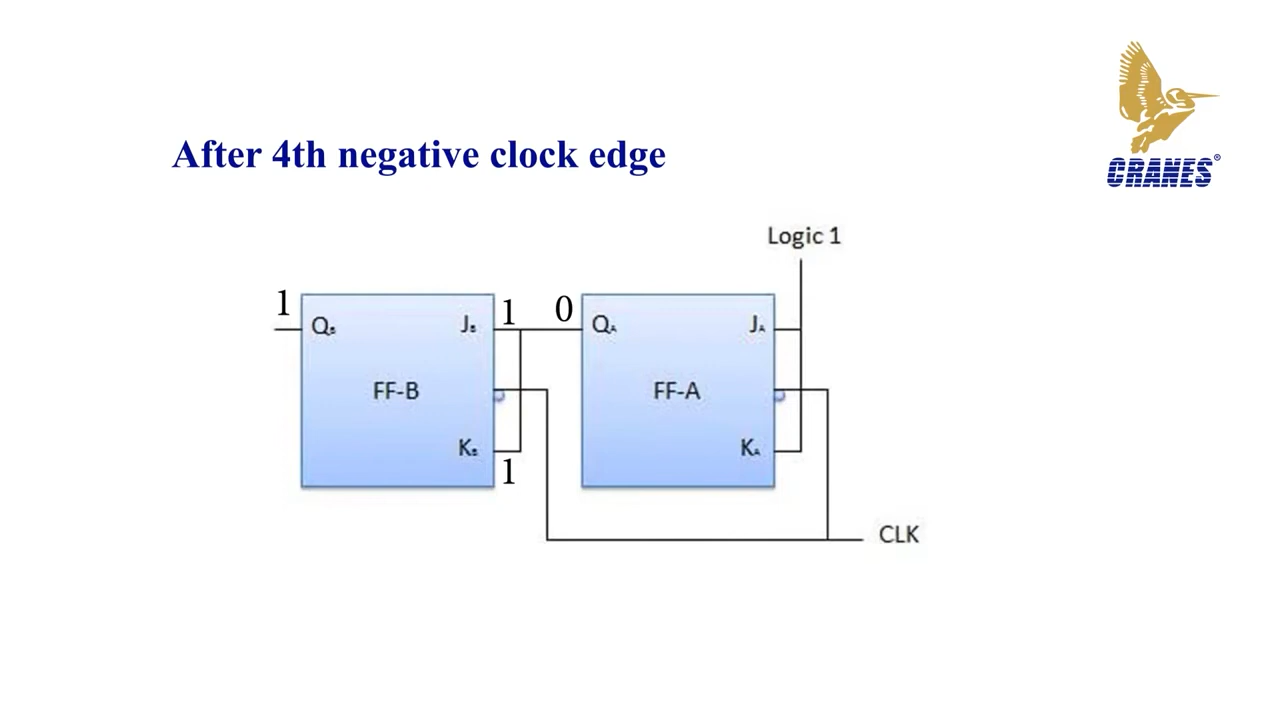 CRANES®
After 4th negative clock edge
Logic 1
1 1 0
QB JB QA JA
FF-B FF-A
KB KA
1
CLK